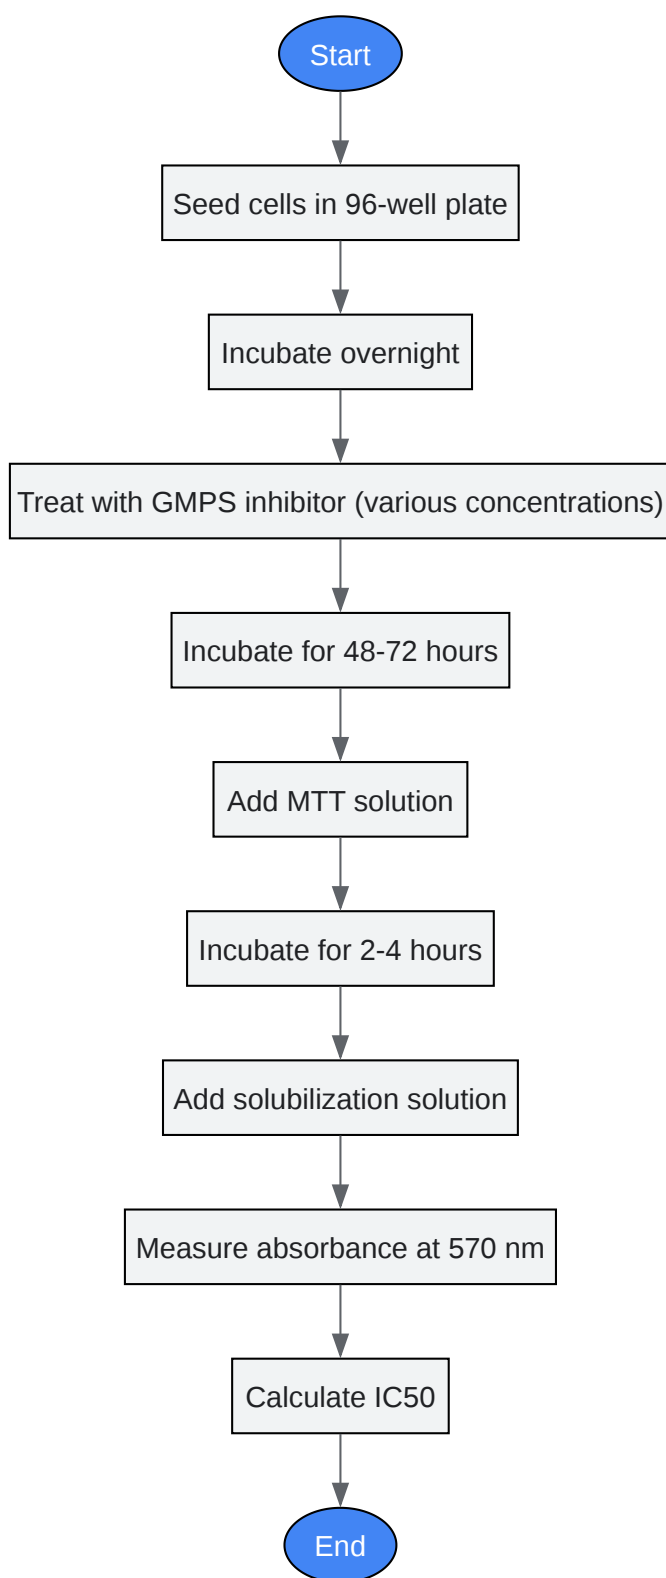 Start
Seed cells in 96-well plate
Incubate overnight
Treat with GMPS inhibitor (various concentrations)
Incubate for 48-72 hours
Add MTT solution
Incubate for 2-4 hours
Add solubilization solution
Measure absorbance at 570 nm
Calculate IC50
End